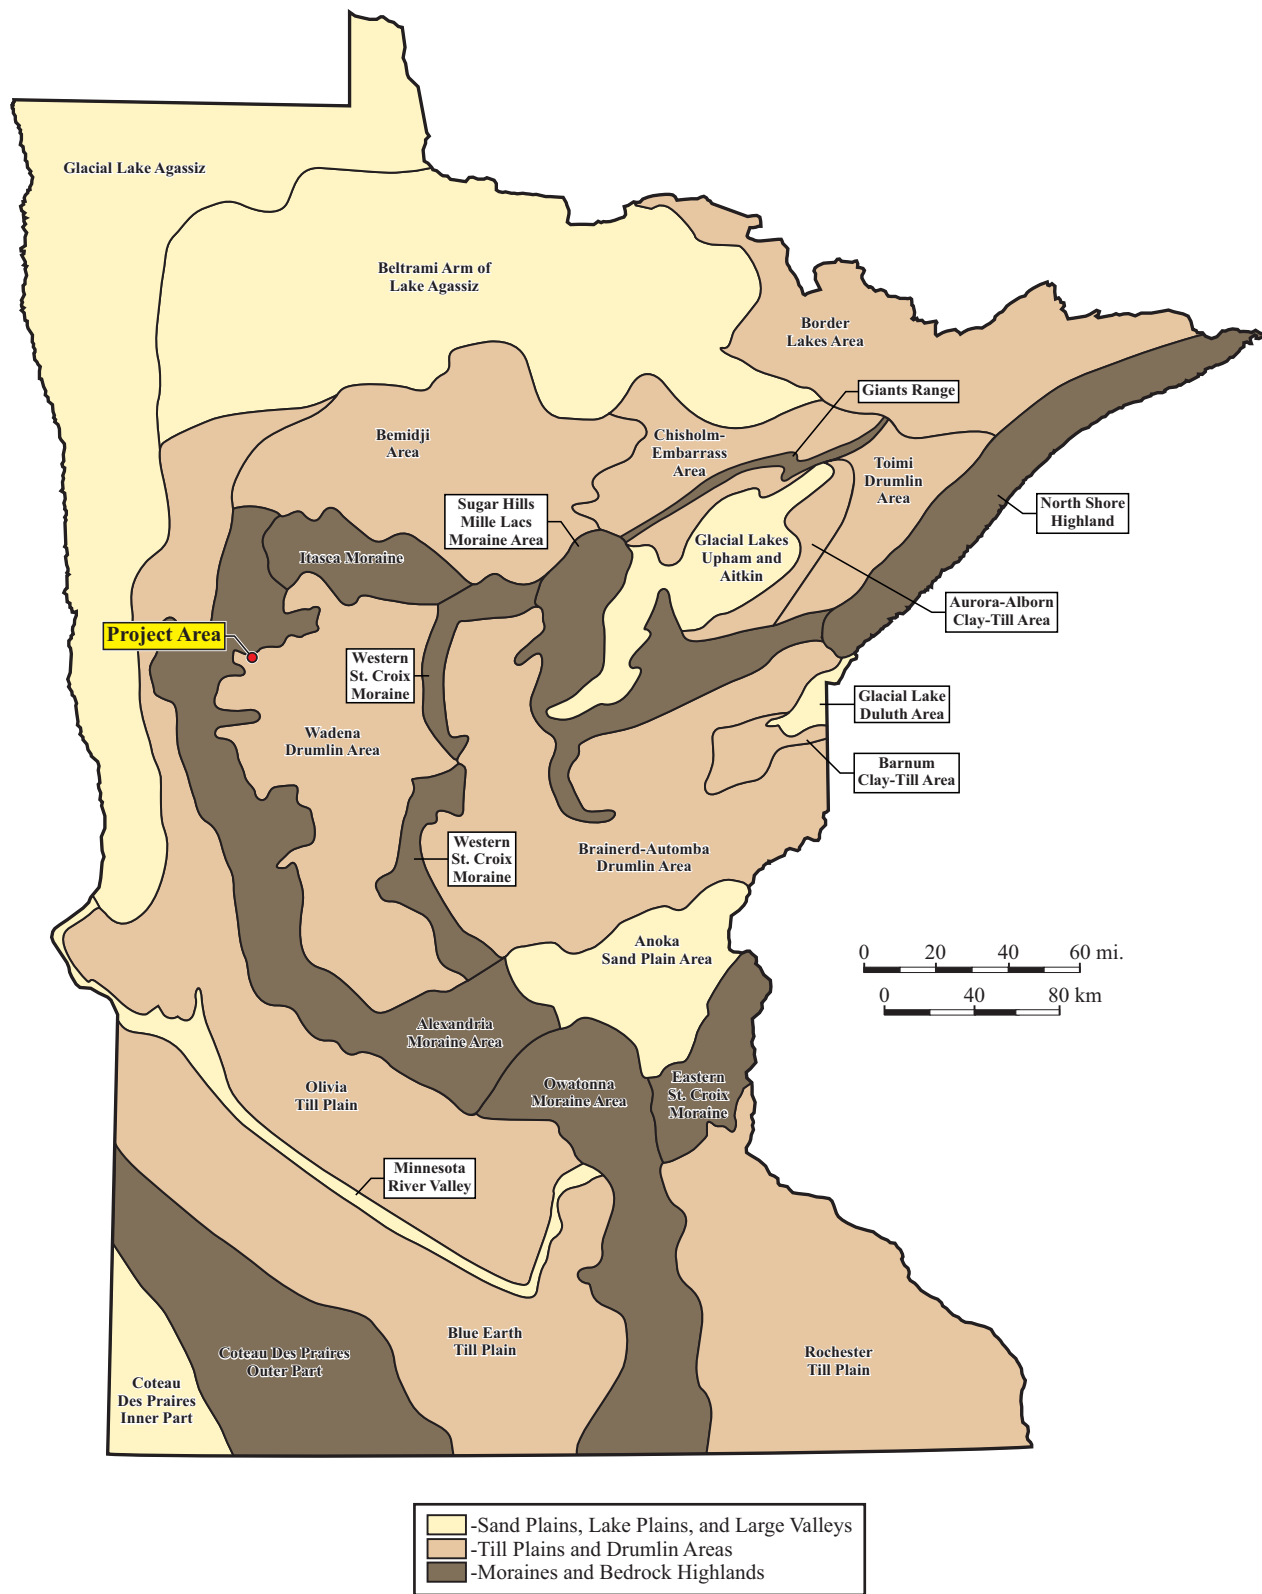 Glacial Lake Agassiz
Beltrami Arm of
Lake Agassiz
Border
Lakes Area
Giants Range
Bemidji
Area
Chisholm-
Embarrass
Area
Toimi
Drumlin
Area
Sugar Hills
Mille Lacs
Moraine Area
North Shore
Highland
Itasca Moraine
Glacial Lakes
Upham and
Aitkin
Aurora-Alborn
Clay-Till Area
Project Area
Western
St. Croix
Moraine
Glacial Lake
Duluth Area
Wadena
Drumlin Area
Barnum
Clay-Till Area
Western
St. Croix
Moraine
Brainerd-Automba
Drumlin Area
Anoka
Sand Plain Area
0 20 40 60 mi.
0 40 80 km
Alexandria
Moraine Area
Owatonna
Moraine Area
Eastern
St. Croix
Moraine
Olivia
Till Plain
Minnesota
River Valley
Blue Earth
Till Plain
Rochester
Till Plain
Coteau Des Praires
Outer Part
Coteau
Des Praires
Inner Part
-Sand Plains, Lake Plains, and Large Valleys
-Till Plains and Drumlin Areas
-Moraines and Bedrock Highlands